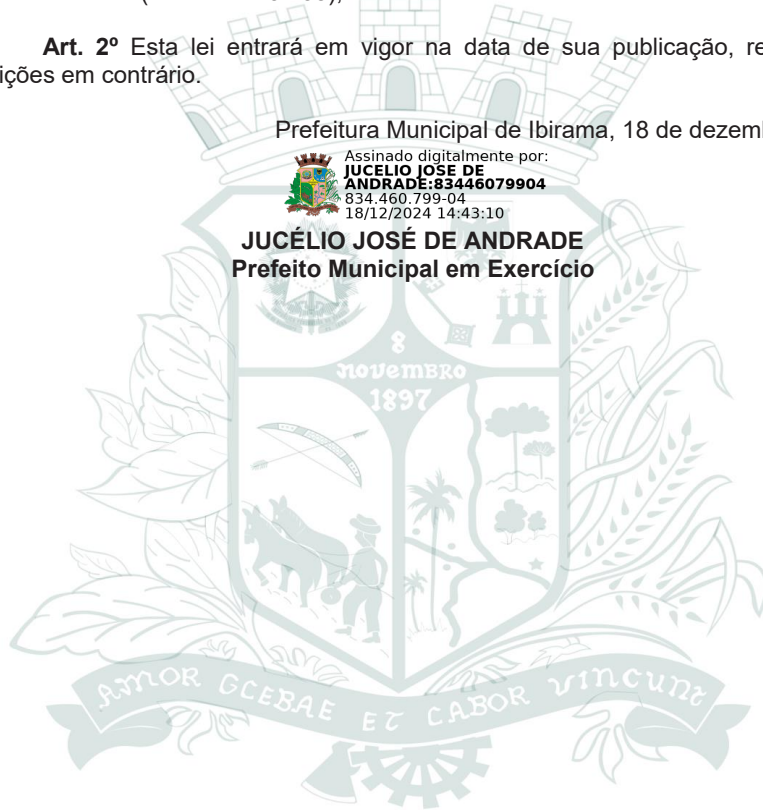 Art. 2º Esta lei entrará em vigor na data de sua publicação, re
ições em contrário.
Prefeitura Municipal de Ibirama, 18 de dezem
Assinado digitalmente por:
JUCELIO JOSE DE
ANDRADE:83446079904
834.460.799-04
18/12/2024 14:43:10
JUCÉLIO JOSÉ DE ANDRADE
Prefeito Municipal em Exercício
8
NOVEMBRO
1897
AMOR GLEBAE ET LABOR VINCUNT